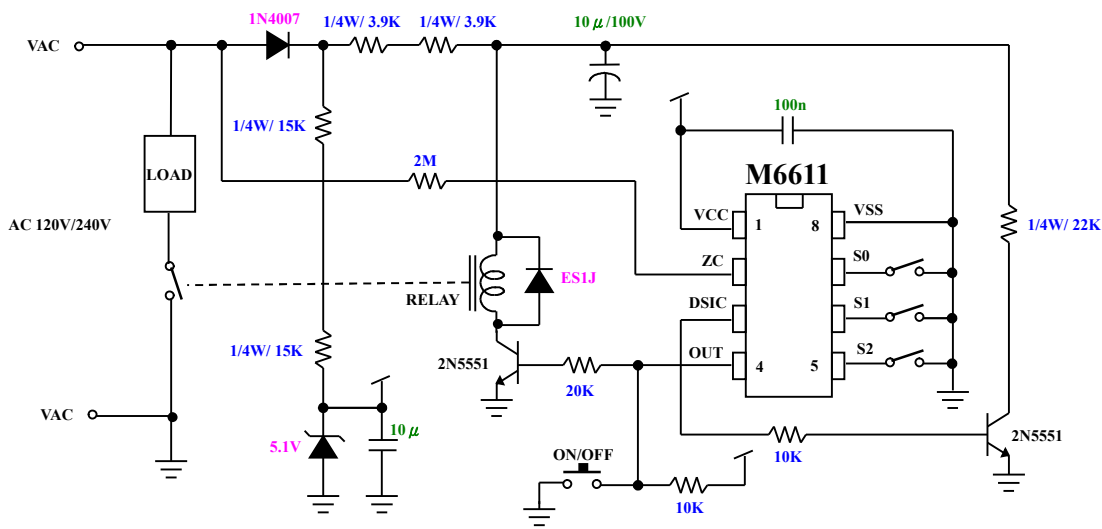 1N4007
1/4W/ 3.9K
1/4W/ 3.9K
10μ/100V
VAC
100n
1/4W/ 15K
2M
M6611
LOAD
VCC
1
8
VSS
AC 120V/240V
1/4W/ 22K
ZC
S0
ES1J
RELAY
DSIC
S1
1/4W/ 15K
2N5551
OUT
4
5
S2
20K
VAC
5.1V
10μ
2N5551
ON/OFF
10K
10K